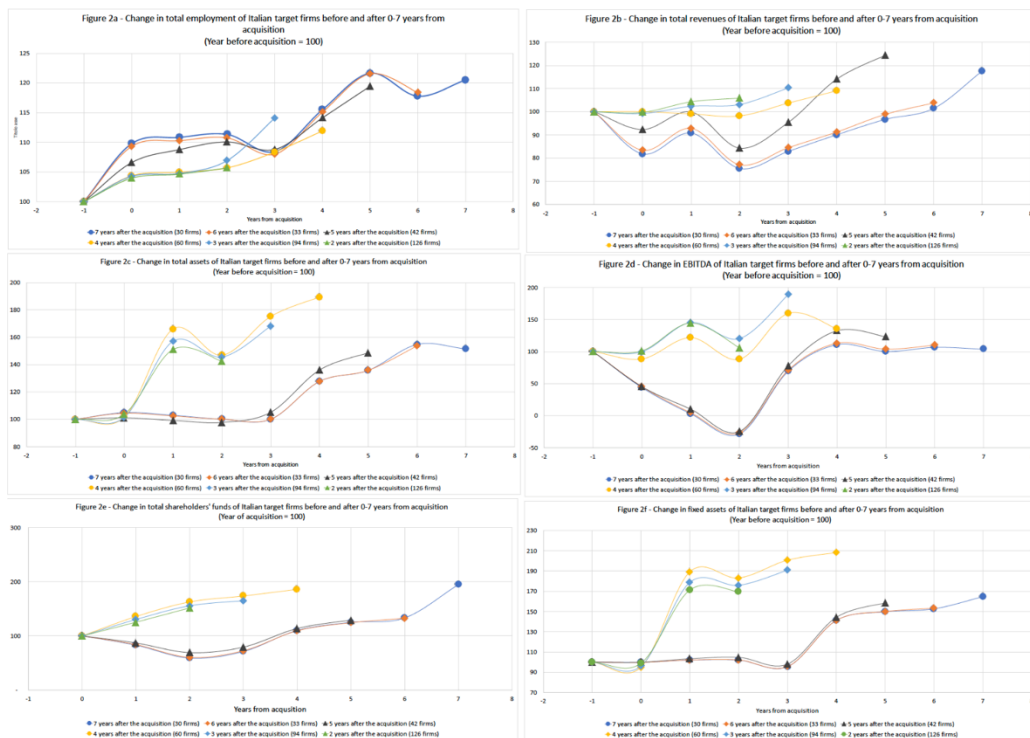 Figure 2a - Change in total employment of Italian target firms before and after 0-7 years from
acquisition
(Year before acquisition = 100)
125
120
115
110
105
100
-2 -1 0 1 2 3 4 5 6 7 8
Years from acquisition
7 years after the acquisition (30 firms) 6 years after the acquisition (33 firms) 5 years after the acquisition (42 firms)
4 years after the acquisition (60 firms) 3 years after the acquisition (94 firms) 2 years after the acquisition (126 firms)
Figure 2b - Change in total revenues of Italian target firms before and after 0-7 years from acquisition
(Year before acquisition = 100)
130
120
110
100
90
80
70
60
-2 -1 0 1 2 3 4 5 6 7 8
Years from acquisition
7 years after the acquisition (30 firms) 6 years after the acquisition (33 firms) 5 years after the acquisition (42 firms)
4 years after the acquisition (60 firms) 3 years after the acquisition (94 firms) 2 years after the acquisition (126 firms)
Figure 2c - Change in total assets of Italian target firms before and after 0-7 years from acquisition
(Year before acquisition = 100)
200
180
160
140
120
100
80
-2 -1 0 1 2 3 4 5 6 7 8
Years from acquisition
7 years after the acquisition (30 firms) 6 years after the acquisition (33 firms) 5 years after the acquisition (42 firms)
4 years after the acquisition (60 firms) 3 years after the acquisition (94 firms) 2 years after the acquisition (126 firms)
Figure 2d - Change in EBITDA of Italian target firms before and after 0-7 years from acquisition
(Year before acquisition = 100)
200
150
100
50
0
-50
-2 -1 0 1 2 3 4 5 6 7 8
Years from acquisition
7 years after the acquisition (30 firms) 6 years after the acquisition (33 firms) 5 years after the acquisition (42 firms)
4 years after the acquisition (60 firms) 3 years after the acquisition (94 firms) 2 years after the acquisition (126 firms)
Figure 2e - Change in total shareholders' funds of Italian target firms before and after 0-7 years from acquisition
(Year of acquisition = 100)
300
200
100
-
-1 0 1 2 3 4 5 6 7 8
Years from acquisition
7 years after the acquisition (30 firms) 6 years after the acquisition (33 firms) 5 years after the acquisition (42 firms)
4 years after the acquisition (60 firms) 3 years after the acquisition (94 firms) 2 years after the acquisition (126 firms)
Figure 2f - Change in fixed assets of Italian target firms before and after 0-7 years from acquisition
(Year before acquisition = 100)
230
210
190
170
150
130
110
90
70
-2 -1 0 1 2 3 4 5 6 7 8
Years from acquisition
7 years after the acquisition (30 firms) 6 years after the acquisition (33 firms) 5 years after the acquisition (42 firms)
4 years after the acquisition (60 firms) 3 years after the acquisition (94 firms) 2 years after the acquisition (126 firms)